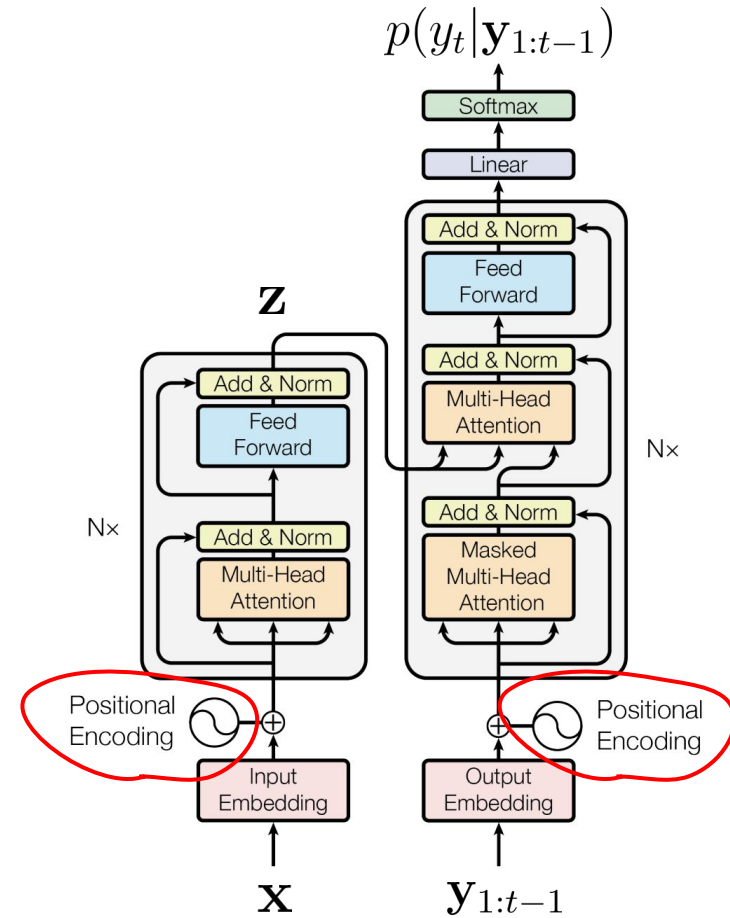 p(y_t|y_{1:t−1})
Softmax
Linear
Add & Norm
Feed
Forward
Add & Norm
Multi-Head
Attention
N×
Add & Norm
Masked
Multi-Head
Attention
Positional
Encoding
Output
Embedding
y_{1:t−1}
z
Add & Norm
Feed
Forward
N×
Add & Norm
Multi-Head
Attention
Positional
Encoding
Input
Embedding
x